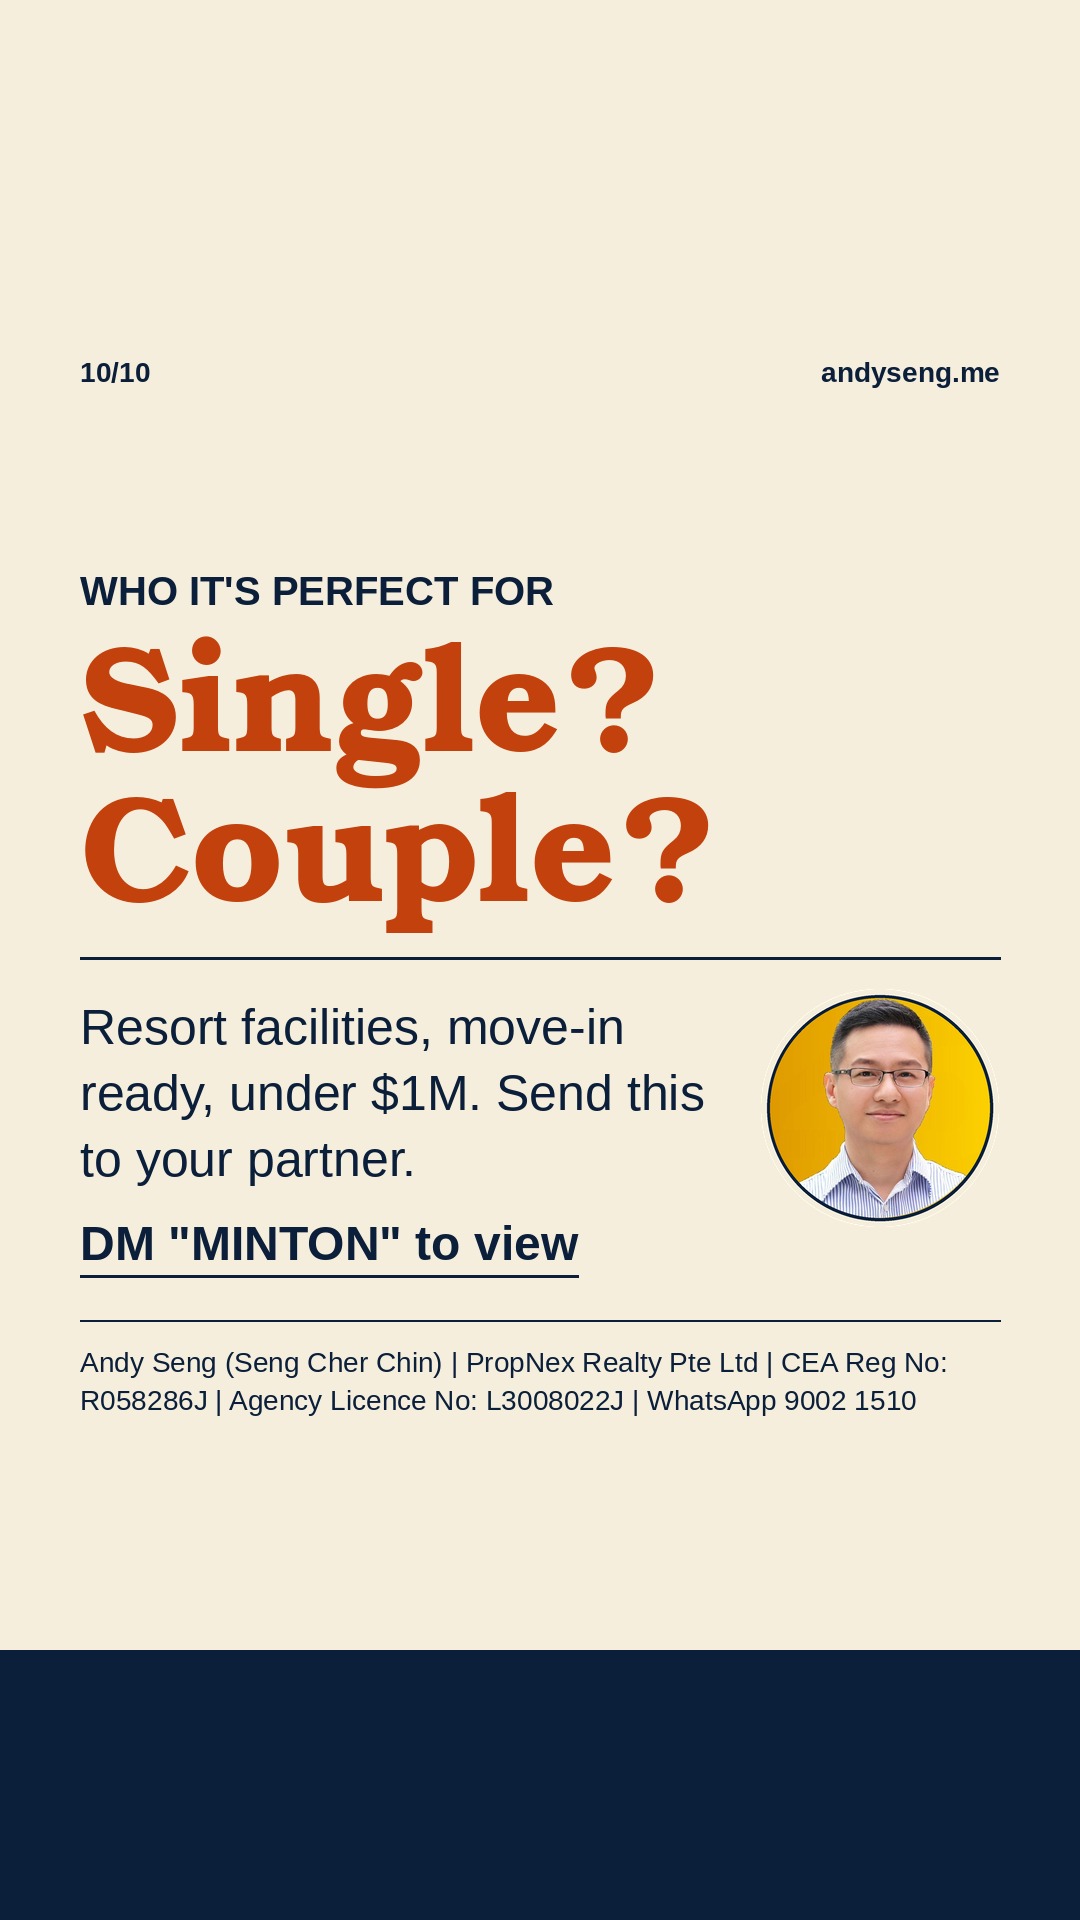 10/10
andyseng.me
WHO IT'S PERFECT FOR
Single?
Couple?
Resort facilities, move-in
ready, under $1M. Send this
to your partner.
DM "MINTON" to view
Andy Seng (Seng Cher Chin) | PropNex Realty Pte Ltd | CEA Reg No:
R058286J | Agency Licence No: L3008022J | WhatsApp 9002 1510